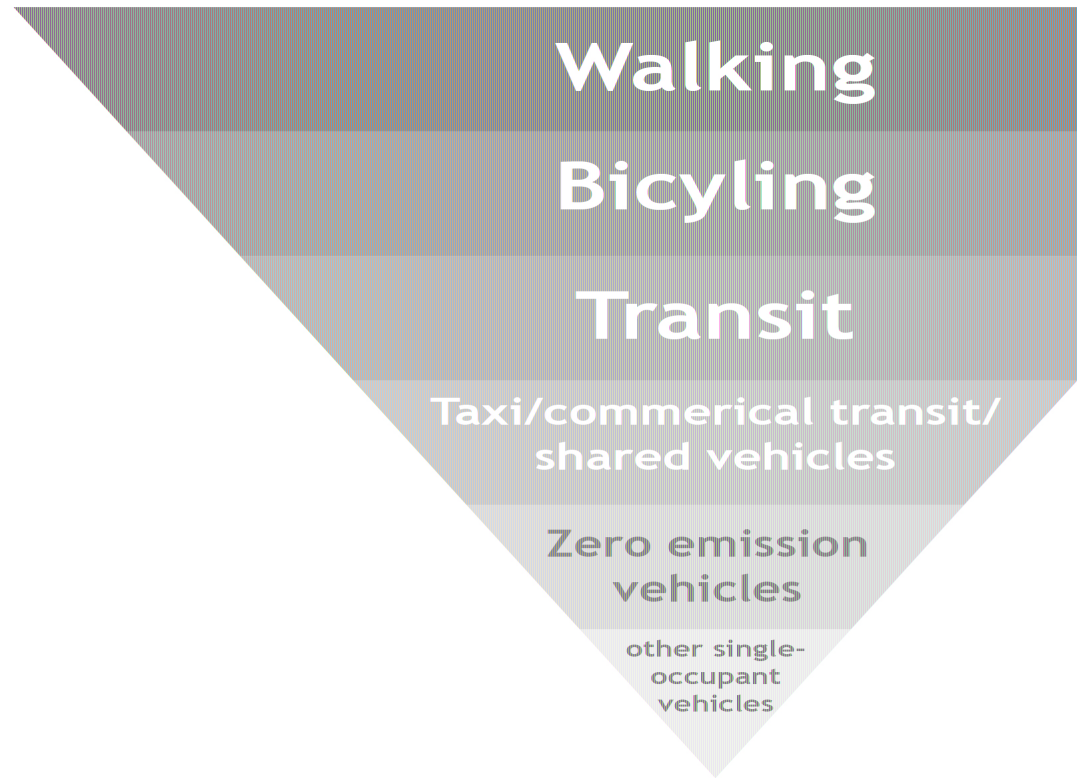 Walking
Bicyling
Transit
Taxi/commerical transit/
shared vehicles
Zero emission
vehicles
other single-
occupant
vehicles